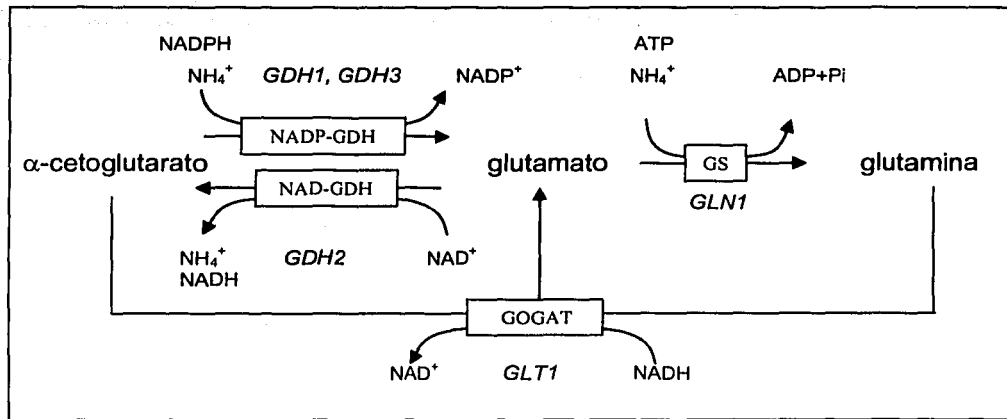 NADPH
NH₄⁺
GDH1, GDH3
NADP⁺
NADP-GDH
ATP
NH₄⁺
ADP+Pi
α-cetoglutarato
glutamato
GS
glutamina
GLN1
NAD-GDH
NH₄⁺
NADH
GDH2
NAD⁺
GOGAT
NAD⁺
GLT1
NADH